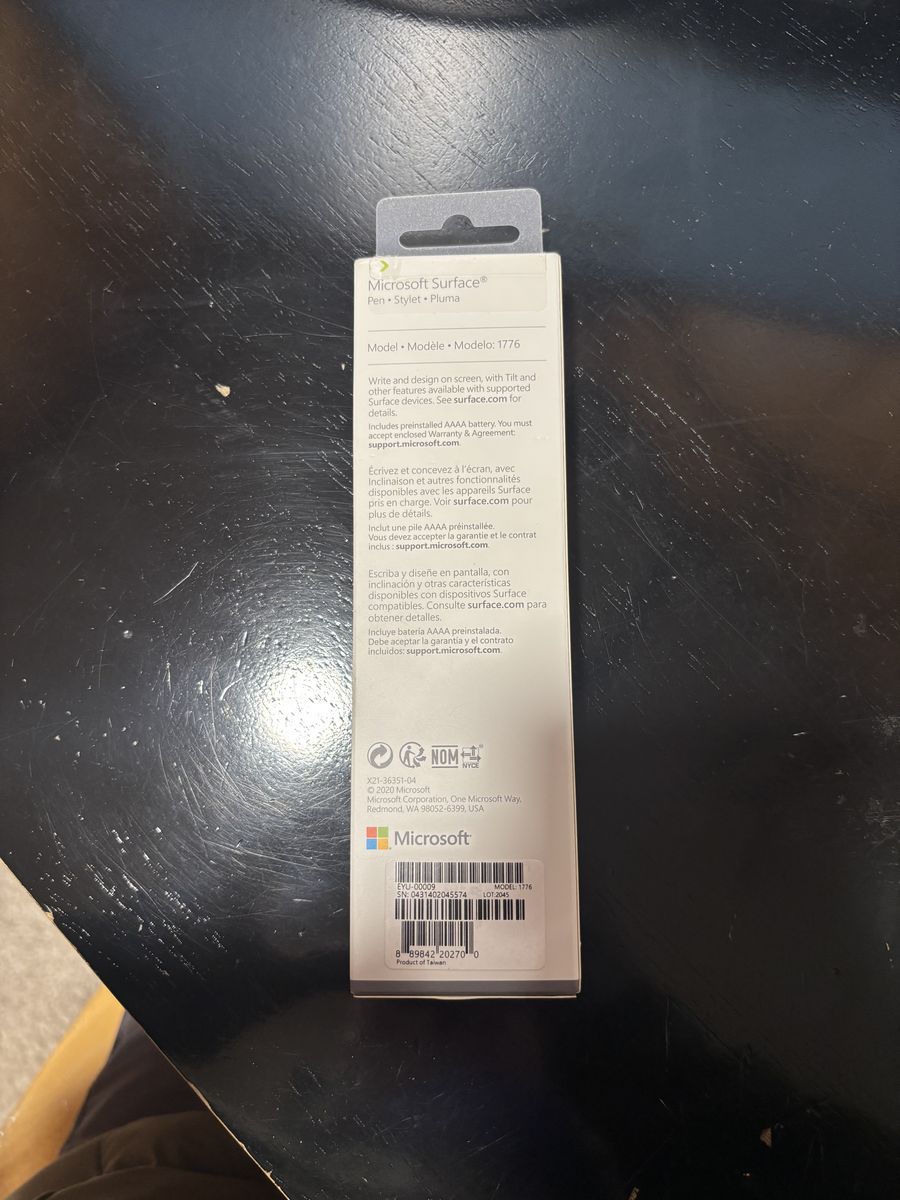 Microsoft Surface®
Pen • Stylet • Pluma
Model • Modèle • Modelo: 1776
Write and design on screen, with Tilt and
other features available with supported
Surface devices. See surface.com for
details.
Includes preinstalled AAAA battery. You must
accept enclosed Warranty & Agreement:
support.microsoft.com.
Écrivez et concevez à l'écran, avec
Inclinaison et autres fonctionnalités
disponibles avec les appareils Surface
pris en charge. Voir surface.com pour
plus de détails.
Inclut une pile AAAA préinstallée.
Vous devez accepter la garantie et le contrat
inclus : support.microsoft.com.
Escriba y diseñe en pantalla, con
inclinación y otras características
disponibles con dispositivos Surface
compatibles. Consulte surface.com para
obtener detalles.
Incluye batería AAAA preinstalada.
Debe aceptar la garantía y el contrato
incluidos: support.microsoft.com.
NOM NYCE
X21-36351-04
© 2020 Microsoft
Microsoft Corporation, One Microsoft Way,
Redmond, WA 98052-6399, USA
Microsoft
EYU-00009 MODEL: 1776
SN: 0431402045574 LOT:2045
8 89842 20270 0
Product of Taiwan